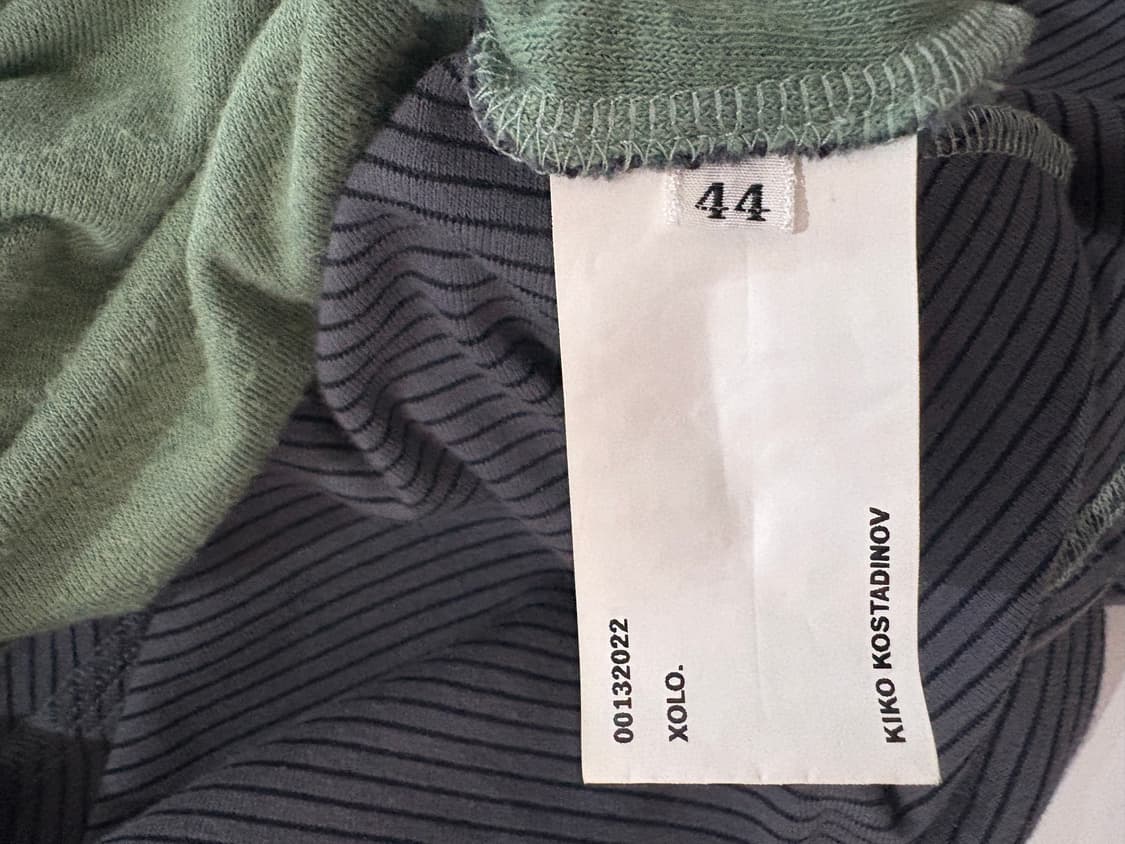 44
00132022
XOLO.
KIKO KOSTADINOV